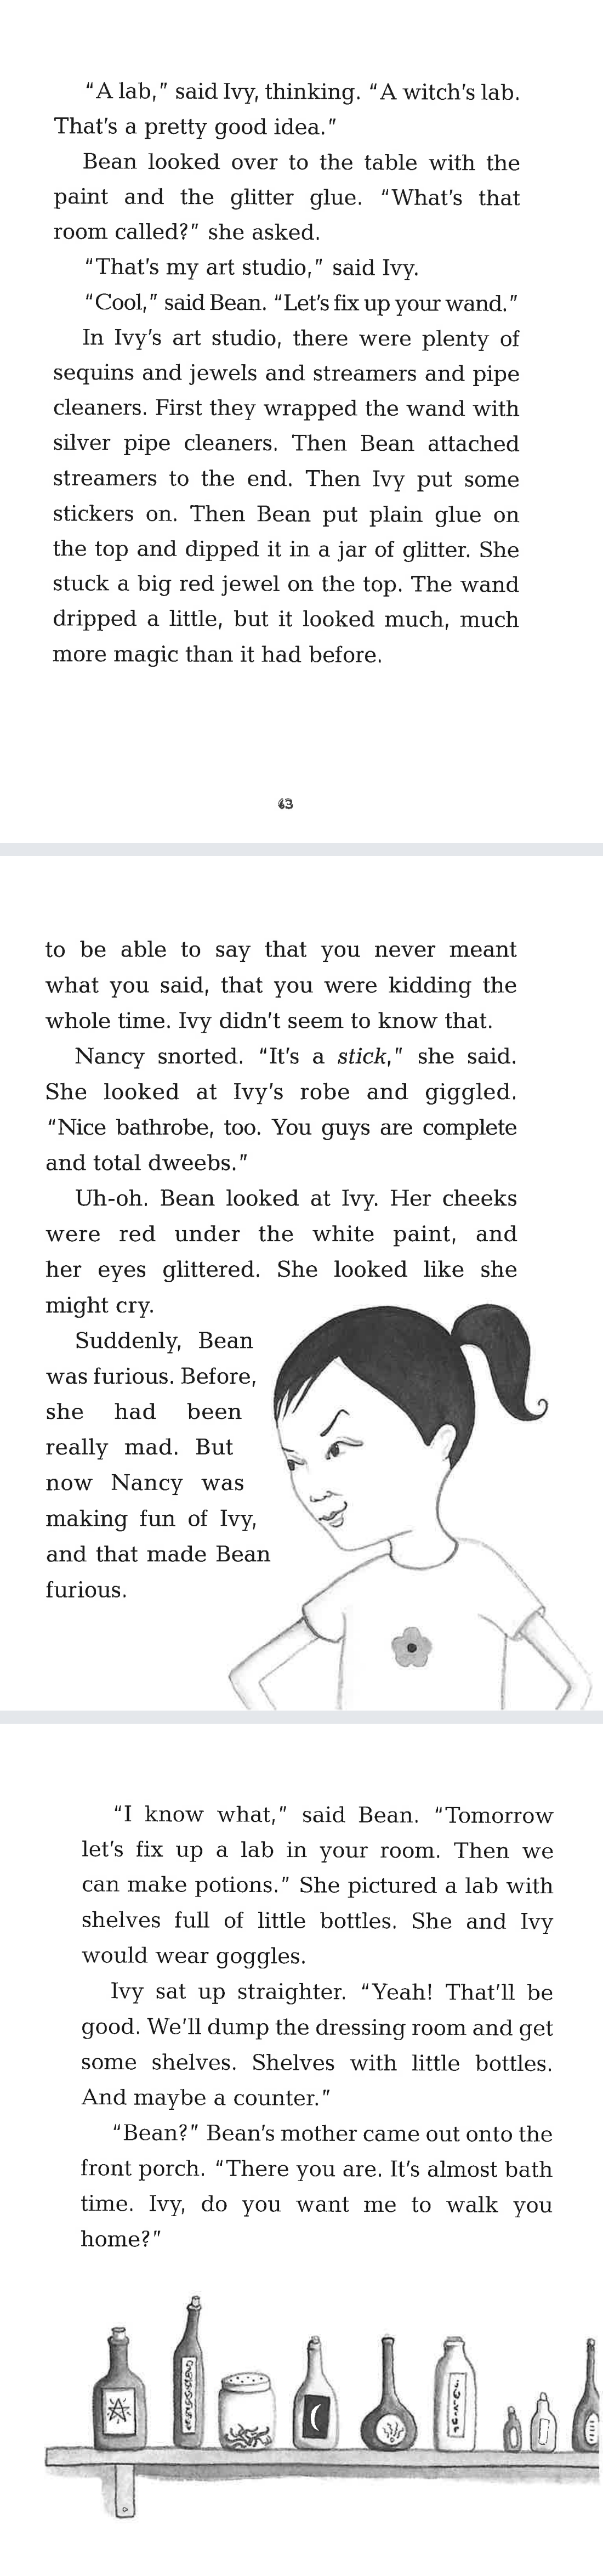 “A lab,” said Ivy, thinking. “A witch’s lab.
That’s a pretty good idea.”
Bean looked over to the table with the
paint and the glitter glue. “What’s that
room called?” she asked.
“That’s my art studio,” said Ivy.
“Cool,” said Bean. “Let’s fix up your wand.”
In Ivy’s art studio, there were plenty of
sequins and jewels and streamers and pipe
cleaners. First they wrapped the wand with
silver pipe cleaners. Then Bean attached
streamers to the end. Then Ivy put some
stickers on. Then Bean put plain glue on
the top and dipped it in a jar of glitter. She
stuck a big red jewel on the top. The wand
dripped a little, but it looked much, much
more magic than it had before.
63
to be able to say that you never meant
what you said, that you were kidding the
whole time. Ivy didn’t seem to know that.
Nancy snorted. “It’s a stick,” she said.
She looked at Ivy’s robe and giggled.
“Nice bathrobe, too. You guys are complete
and total dweebs.”
Uh-oh. Bean looked at Ivy. Her cheeks
were red under the white paint, and
her eyes glittered. She looked like she
might cry.
Suddenly, Bean
was furious. Before,
she had been
really mad. But
now Nancy was
making fun of Ivy,
and that made Bean
furious.
“I know what,” said Bean. “Tomorrow
let’s fix up a lab in your room. Then we
can make potions.” She pictured a lab with
shelves full of little bottles. She and Ivy
would wear goggles.
Ivy sat up straighter. “Yeah! That’ll be
good. We’ll dump the dressing room and get
some shelves. Shelves with little bottles.
And maybe a counter.”
“Bean?” Bean’s mother came out onto the
front porch. “There you are. It’s almost bath
time. Ivy, do you want me to walk you
home?”